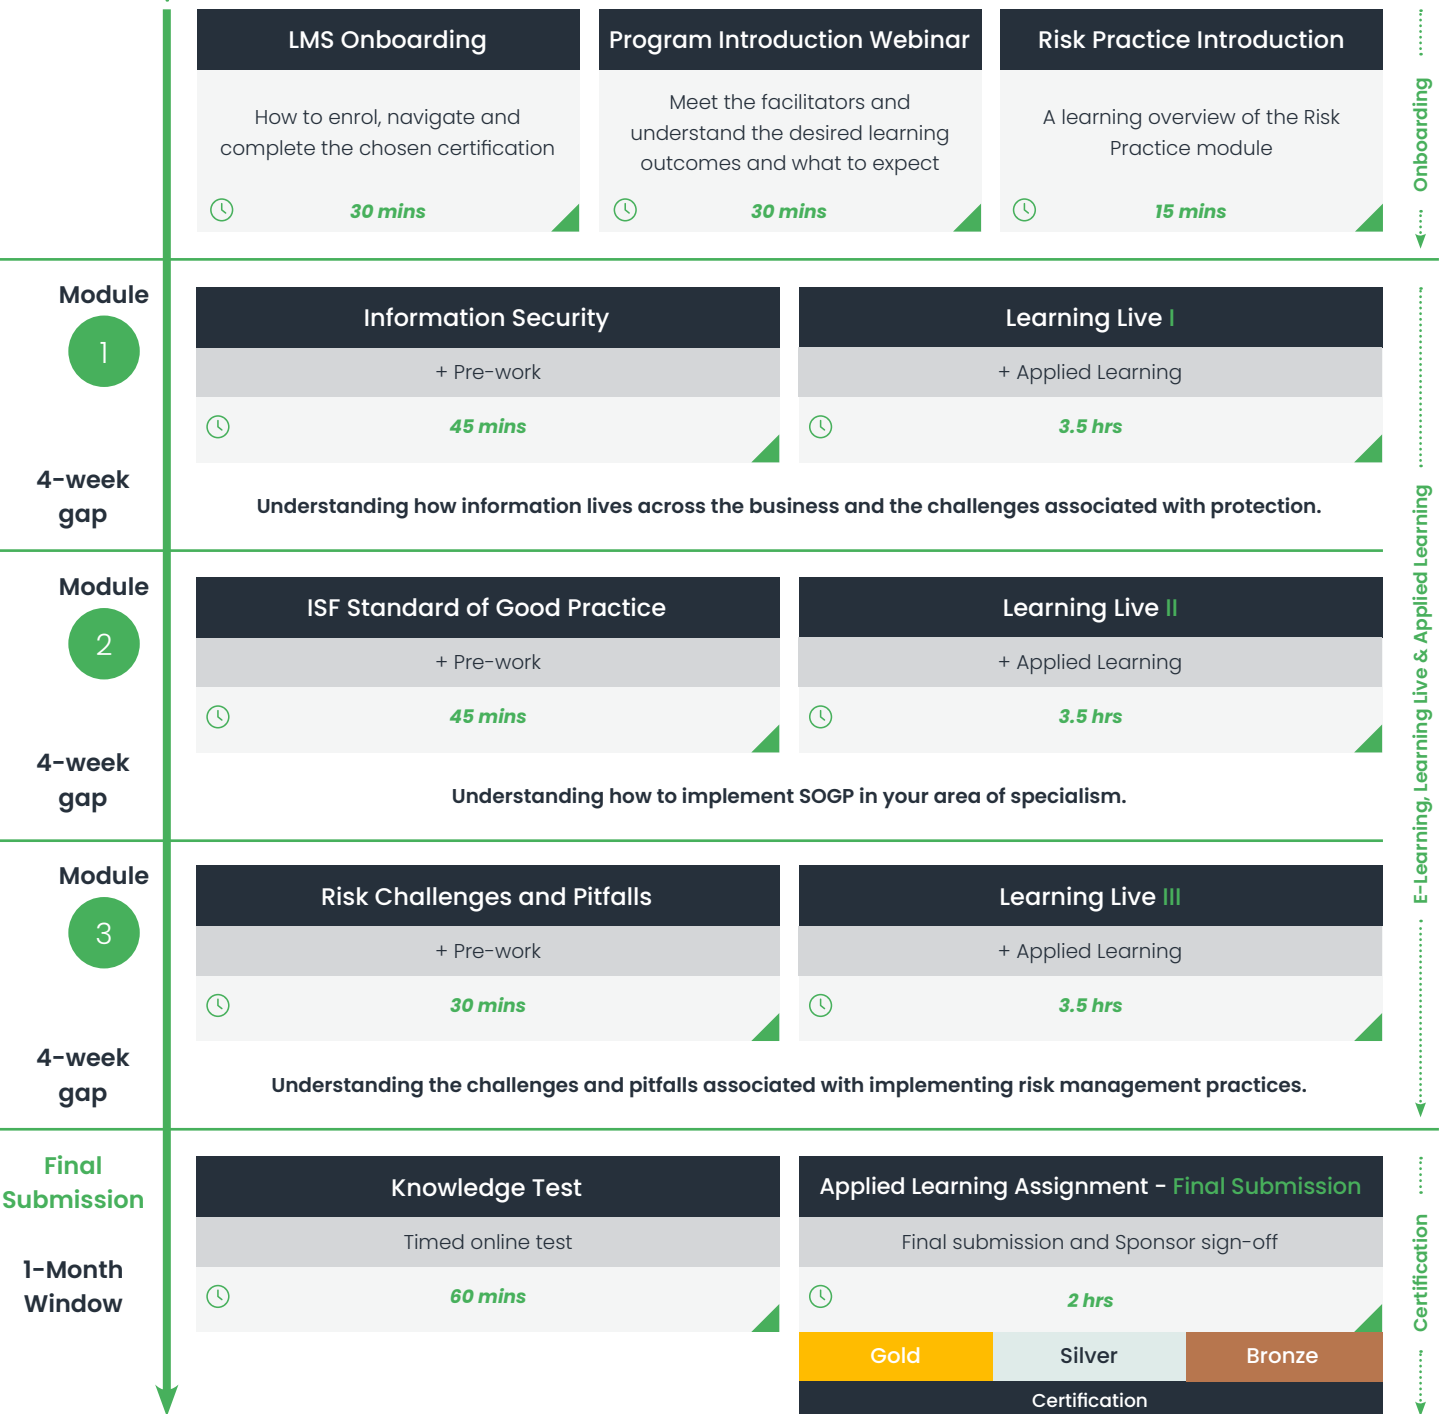 LMS Onboarding
How to enrol, navigate and
complete the chosen certification
30 mins
Program Introduction Webinar
Meet the facilitators and
understand the desired learning
outcomes and what to expect
30 mins
Risk Practice Introduction
A learning overview of the Risk
Practice module
15 mins
Onboarding
Module
1
4-week
gap
Information Security
+ Pre-work
45 mins
Learning Live I
+ Applied Learning
3.5 hrs
Understanding how information lives across the business and the challenges associated with protection.
Module
2
4-week
gap
ISF Standard of Good Practice
+ Pre-work
45 mins
Learning Live II
+ Applied Learning
3.5 hrs
Understanding how to implement SOGP in your area of specialism.
Module
3
4-week
gap
Risk Challenges and Pitfalls
+ Pre-work
30 mins
Learning Live III
+ Applied Learning
3.5 hrs
Understanding the challenges and pitfalls associated with implementing risk management practices.
E-Learning, Learning Live & Applied Learning
Final
Submission
1-Month
Window
Knowledge Test
Timed online test
60 mins
Applied Learning Assignment - Final Submission
Final submission and Sponsor sign-off
2 hrs
Gold
Silver
Bronze
Certification
Certification